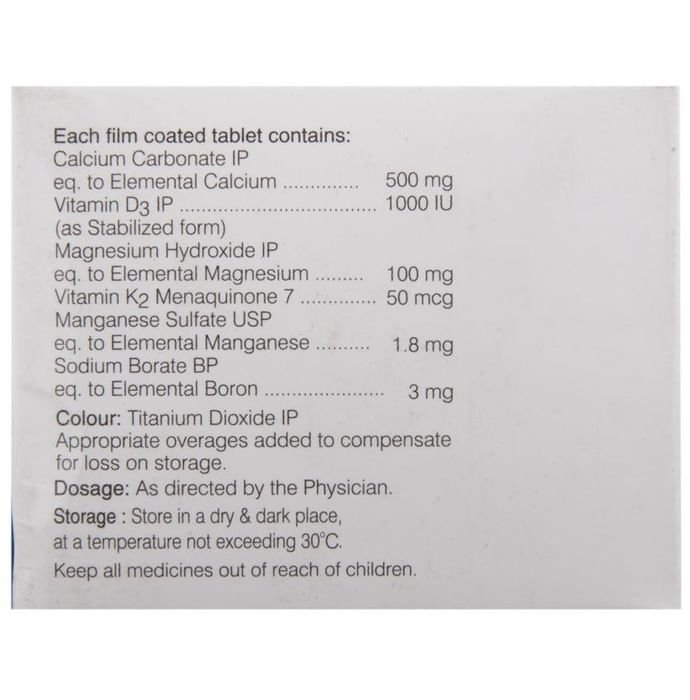 Each film coated tablet contains:
Calcium Carbonate IP
eq. to Elemental Calcium .............. 500 mg
Vitamin D3 IP .................................... 1000 IU
(as Stabilized form)
Magnesium Hydroxide IP
eq. to Elemental Magnesium ......... 100 mg
Vitamin K2 Menaquinone 7 .............. 50 mcg
Manganese Sulfate USP
eq. to Elemental Manganese .......... 1.8 mg
Sodium Borate BP
eq. to Elemental Boron ...................... 3 mg
Colour: Titanium Dioxide IP
Appropriate overages added to compensate
for loss on storage.
Dosage: As directed by the Physician.
Storage : Store in a dry & dark place,
at a temperature not exceeding 30°C.
Keep all medicines out of reach of children.